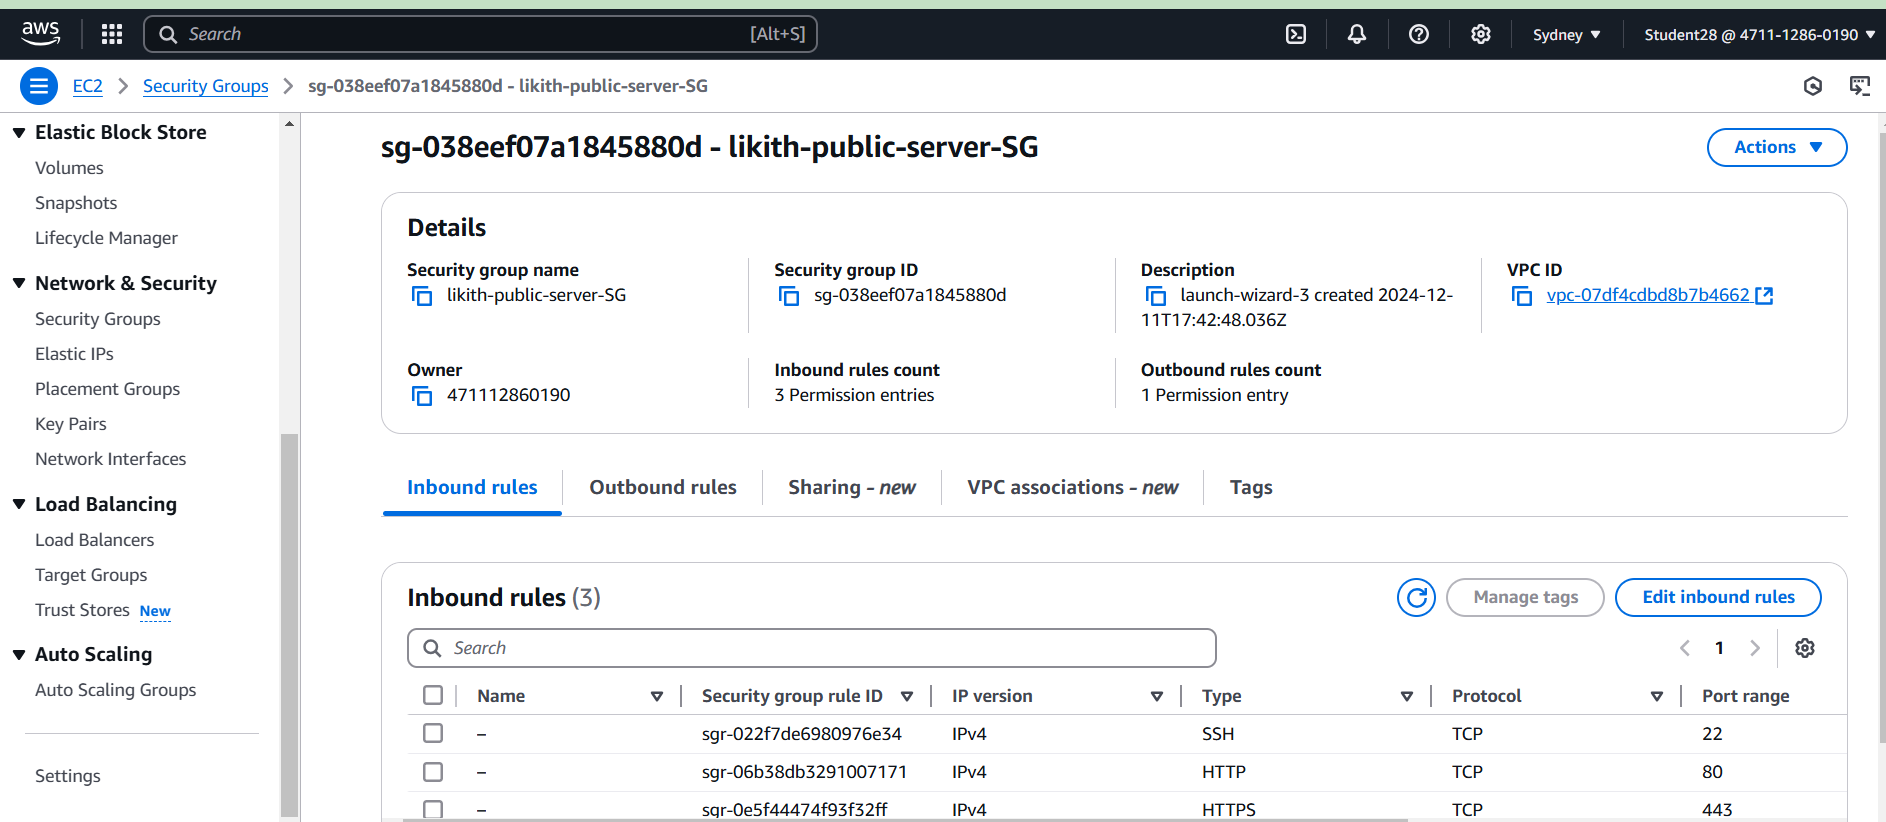 aws
Search [Alt+S]
Sydney
Student28 @ 4711-1286-0190
EC2
Security Groups
sg-038eef07a1845880d - likith-public-server-SG
Elastic Block Store
Volumes
Snapshots
Lifecycle Manager
Network & Security
Security Groups
Elastic IPs
Placement Groups
Key Pairs
Network Interfaces
Load Balancing
Load Balancers
Target Groups
Trust Stores New
Auto Scaling
Auto Scaling Groups
Settings
sg-038eef07a1845880d - likith-public-server-SG
Actions
Details
Security group name
likith-public-server-SG
Security group ID
sg-038eef07a1845880d
Description
launch-wizard-3 created 2024-12-
11T17:42:48.036Z
VPC ID
vpc-07df4cdbd8b7b4662
Owner
471112860190
Inbound rules count
3 Permission entries
Outbound rules count
1 Permission entry
Inbound rules
Outbound rules
Sharing - new
VPC associations - new
Tags
Inbound rules (3)
Manage tags
Edit inbound rules
Search
1
Name Security group rule ID IP version Type Protocol Port range
– sgr-022f7de6980976e34 IPv4 SSH TCP 22
– sgr-06b38db3291007171 IPv4 HTTP TCP 80
– sgr-0e5f44474f93f32ff IPv4 HTTPS TCP 443